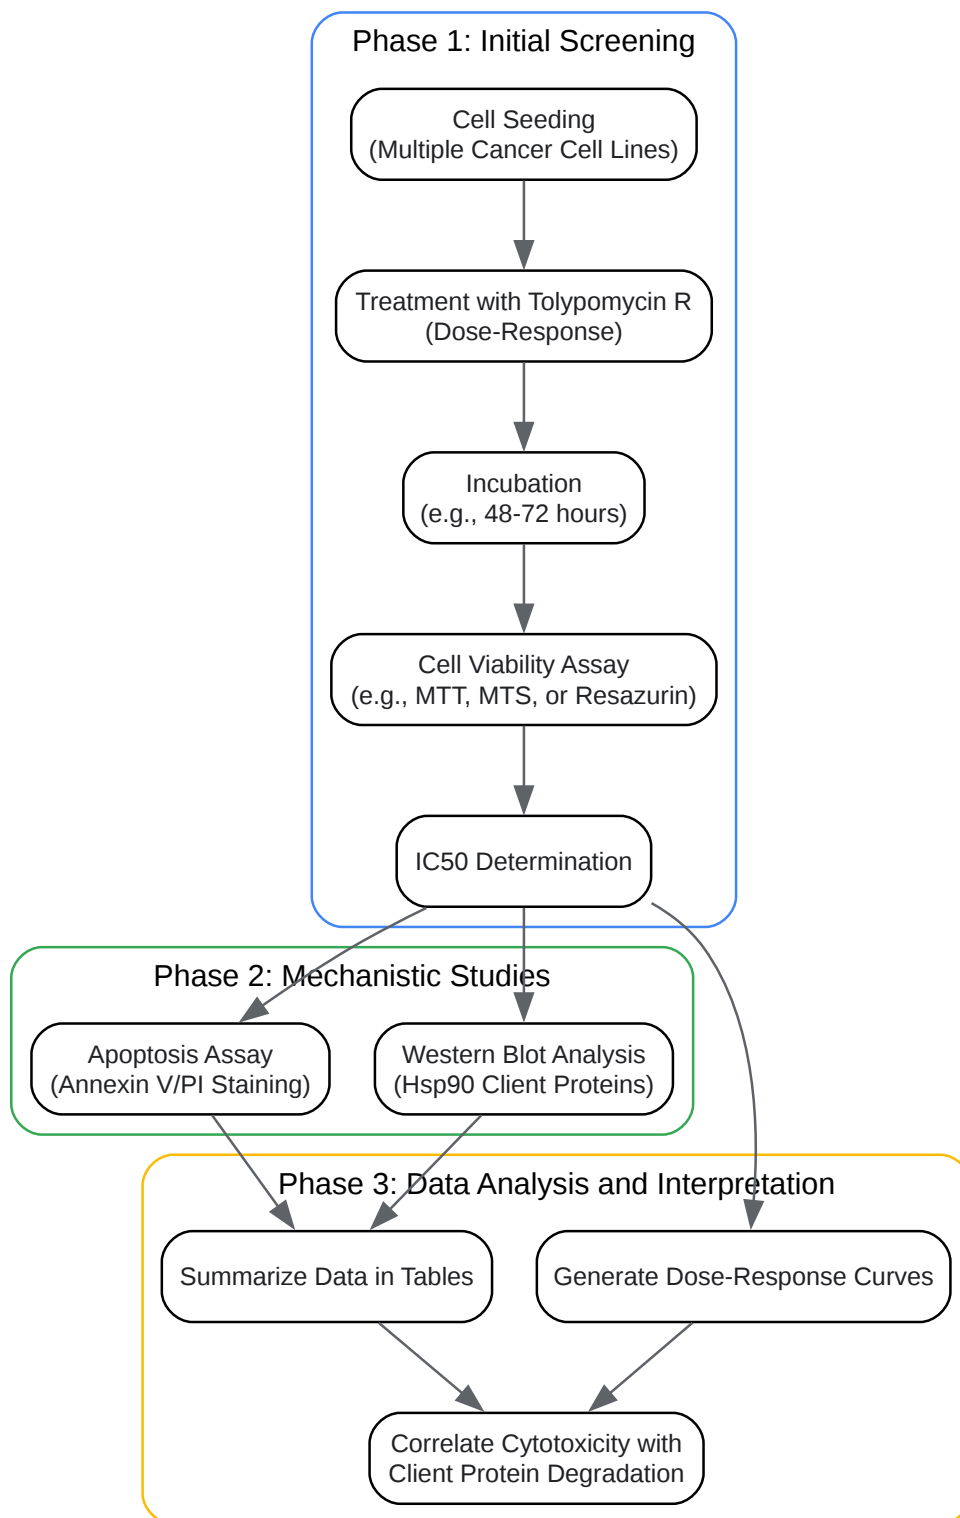 Phase 1: Initial Screening
Cell Seeding
(Multiple Cancer Cell Lines)
Treatment with Tolypomycin R
(Dose-Response)
Incubation
(e.g., 48-72 hours)
Cell Viability Assay
(e.g., MTT, MTS, or Resazurin)
IC50 Determination
Phase 2: Mechanistic Studies
Apoptosis Assay
(Annexin V/PI Staining)
Western Blot Analysis
(Hsp90 Client Proteins)
Phase 3: Data Analysis and Interpretation
Summarize Data in Tables
Generate Dose-Response Curves
Correlate Cytotoxicity with
Client Protein Degradation